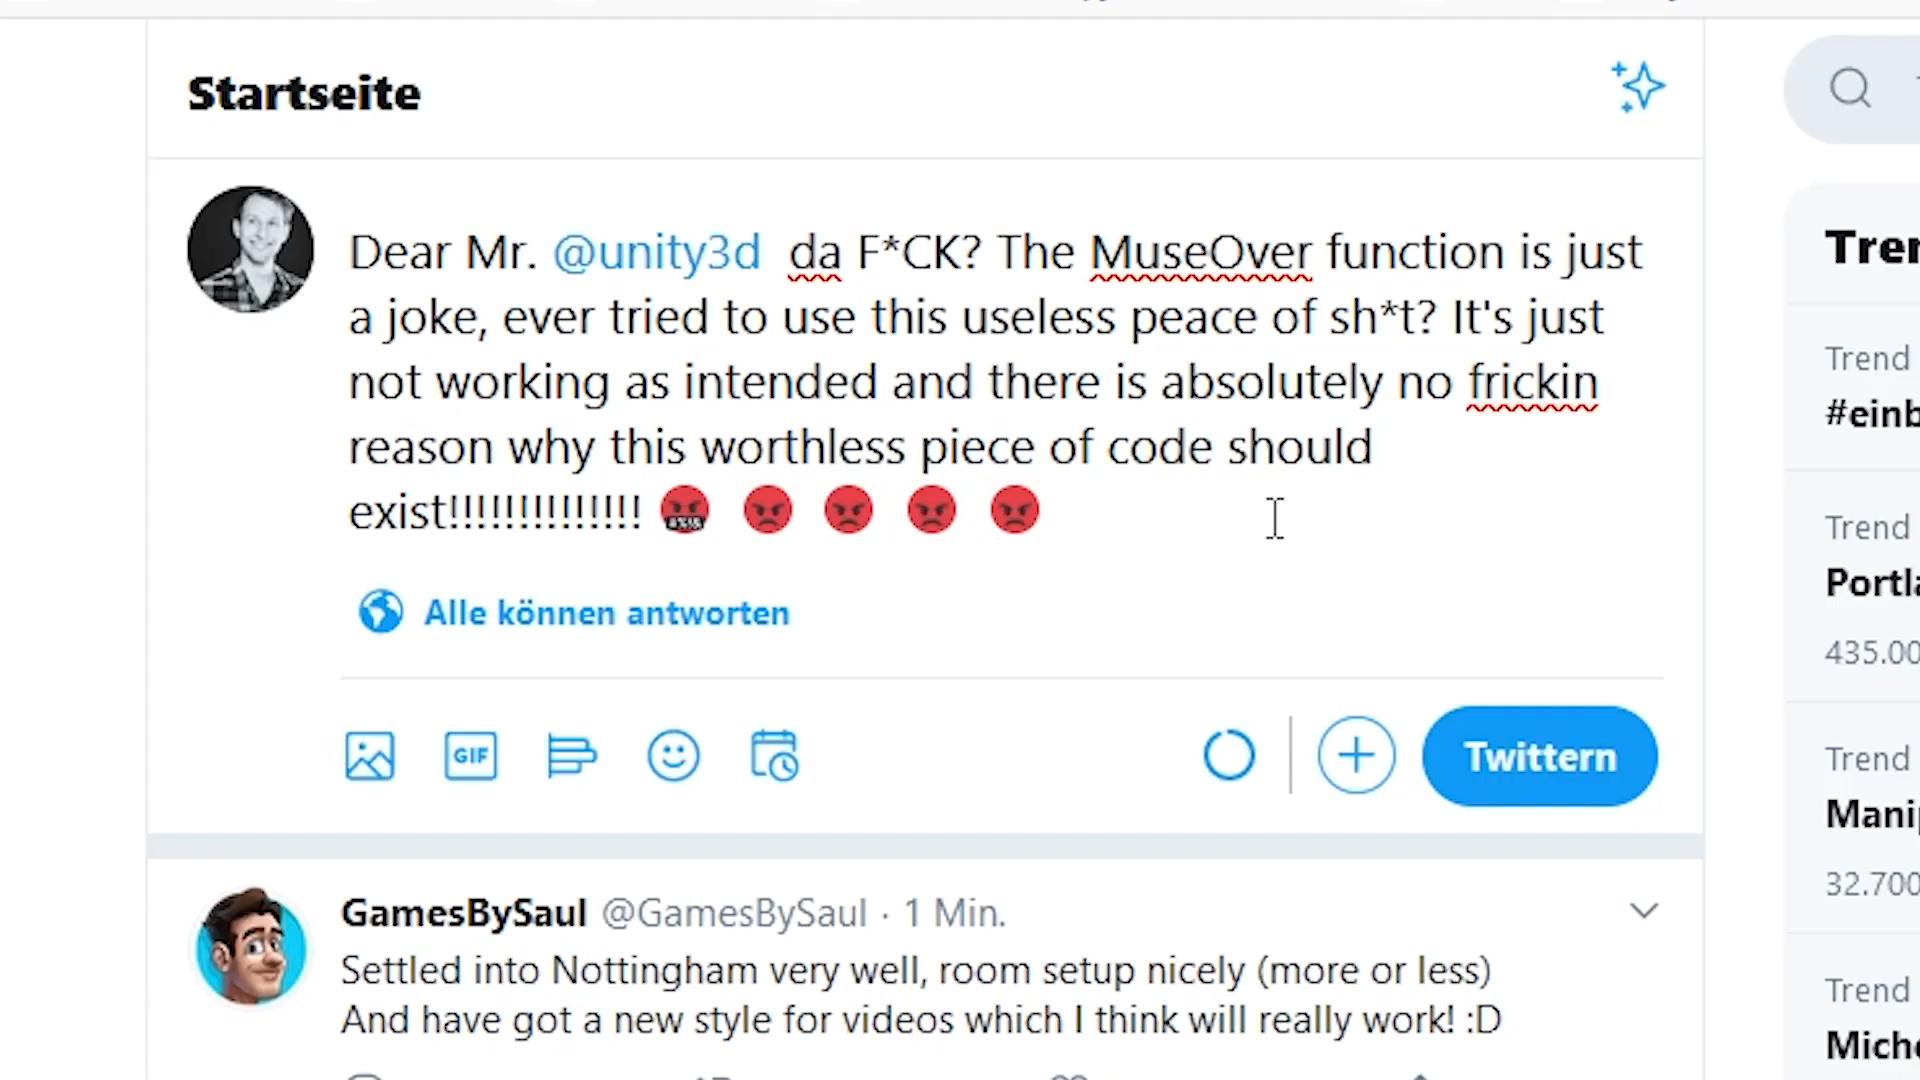 Startseite
Dear Mr. @unity3d da F*CK? The MuseOver function is just
a joke, ever tried to use this useless peace of sh*t? It's just
not working as intended and there is absolutely no frickin
reason why this worthless piece of code should
exist!!!!!!!!!!!!!! 🤬 😡 😡 😡 😡
Alle können antworten
GIF
Twittern
GamesBySaul @GamesBySaul · 1 Min.
Settled into Nottingham very well, room setup nicely (more or less)
And have got a new style for videos which I think will really work! :D
Trend
Trend
Trend
Trend